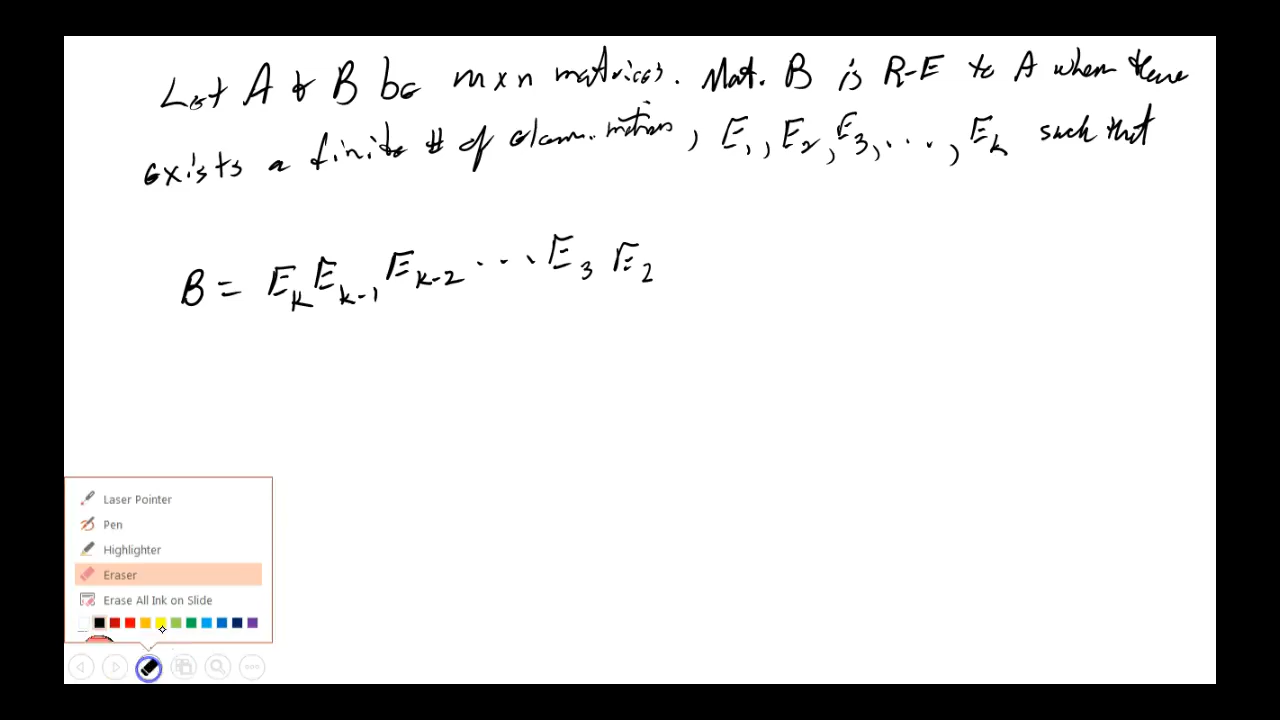 Let A & B be m x n matrices. Mat. B is R-E to A when there
exists a finite # of elem. matrices, E₁, E₂, E₃, . . . , Eₖ such that
B = Eₖ Eₖ₋₁ Eₖ₋₂ . . . E₃ E₂
Laser Pointer
Pen
Highlighter
Eraser
Erase All Ink on Slide